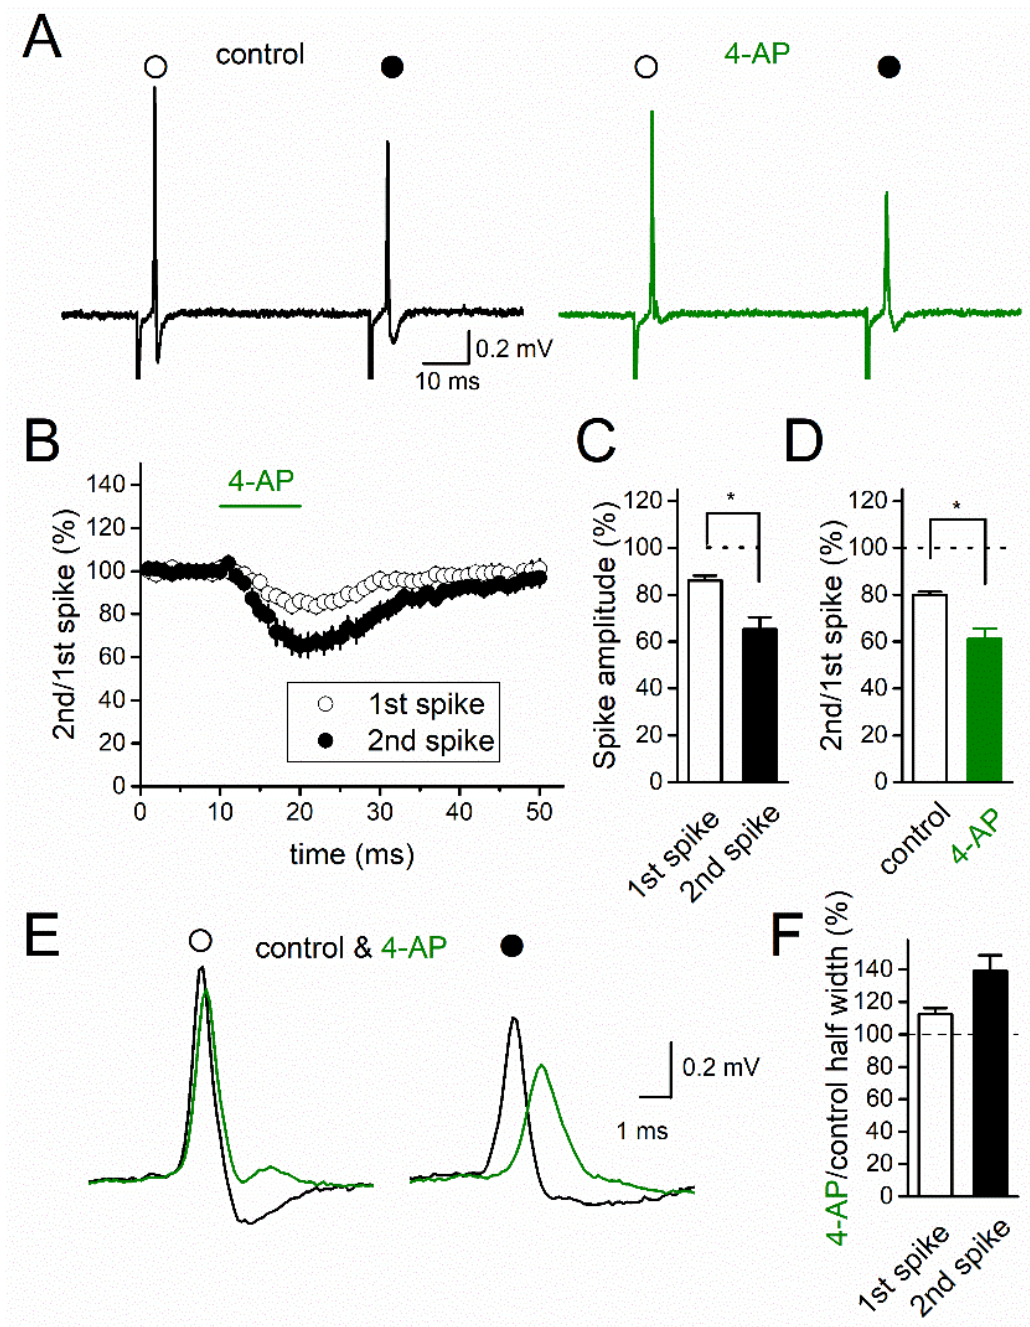 A
control
4-AP
0.2 mV
10 ms
B
2nd/1st spike (%)
140
120
100
80
60
40
20
0
4-AP
1st spike
2nd spike
0
10
20
30
40
50
time (ms)
C
Spike amplitude (%)
120
100
80
60
40
20
0
*
1st spike
2nd spike
D
2nd/1st spike (%)
120
100
80
60
40
20
0
*
control
4-AP
E
control & 4-AP
0.2 mV
1 ms
F
4-AP/control half width (%)
140
120
100
80
60
40
20
0
1st spike
2nd spike